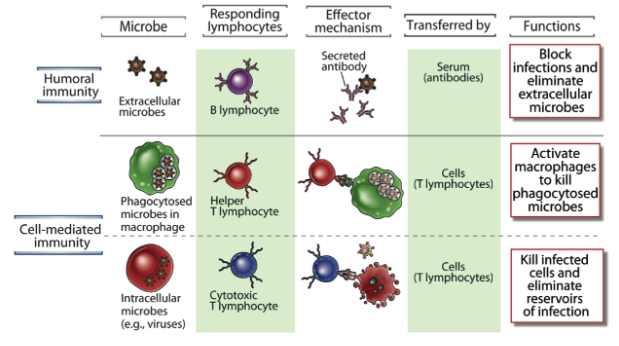 Microbe
Responding
lymphocytes
Effector
mechanism
Transferred by
Functions
Humoral
immunity
Extracellular
microbes
B lymphocyte
Secreted
antibody
Serum
(antibodies)
Block
infections and
eliminate
extracellular
microbes
Cell-mediated
immunity
Phagocytosed
microbes in
macrophage
Helper
T lymphocyte
Cells
(T lymphocytes)
Activate
macrophages
to kill
phagocytosed
microbes
Intracellular
microbes
(e.g., viruses)
Cytotoxic
T lymphocyte
Cells
(T lymphocytes)
Kill infected
cells and
eliminate
reservoirs
of infection